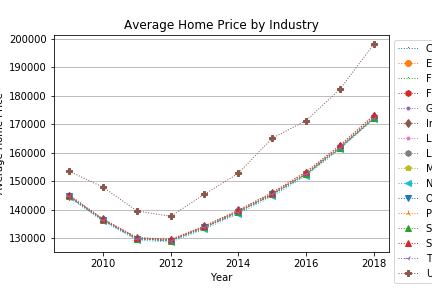 Average Home Price by Industry
200000
190000
180000
170000
160000
150000
140000
130000
2010
2012
2014
2016
2018
Year
C
E
F
F
G
In
L
L
M
N
O
P
S
S
T
U